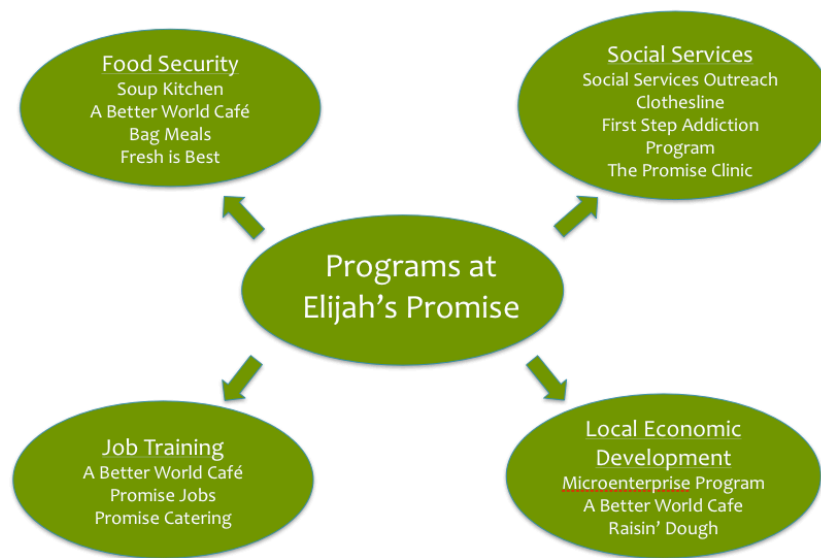 Food Security
Soup Kitchen
A Better World Café
Bag Meals
Fresh is Best
Social Services
Social Services Outreach
Clothesline
First Step Addiction
Program
The Promise Clinic
Programs at
Elijah’s Promise
Job Training
A Better World Café
Promise Jobs
Promise Catering
Local Economic
Development
Microenterprise Program
A Better World Cafe
Raisin’ Dough